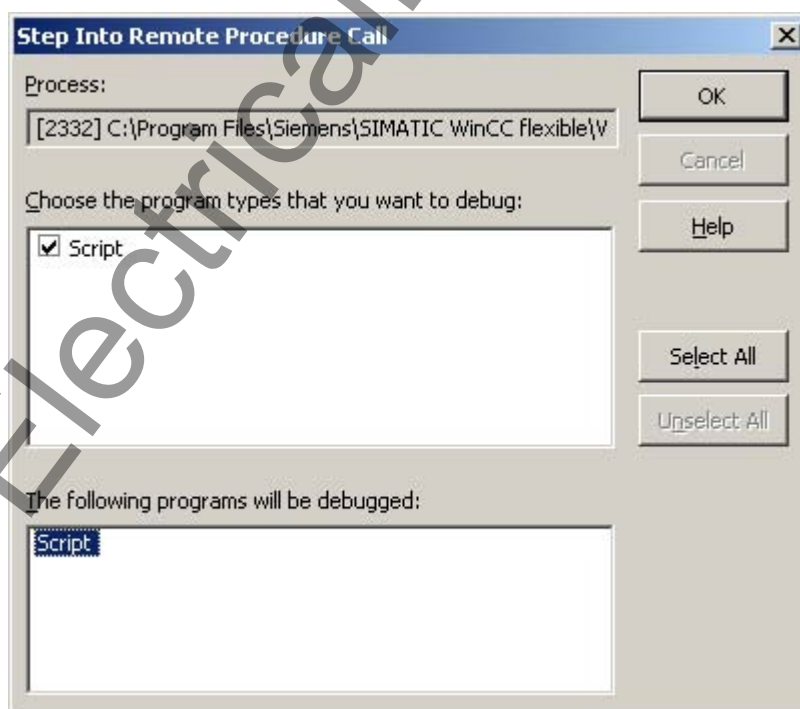 Step Into Remote Procedure Call
Process:
[2332] C:\Program Files\Siemens\SIMATIC WinCC flexible\V
OK
Cancel
Choose the program types that you want to debug:
Script
Help
Select All
Unselect All
The following programs will be debugged:
Script
Electrical